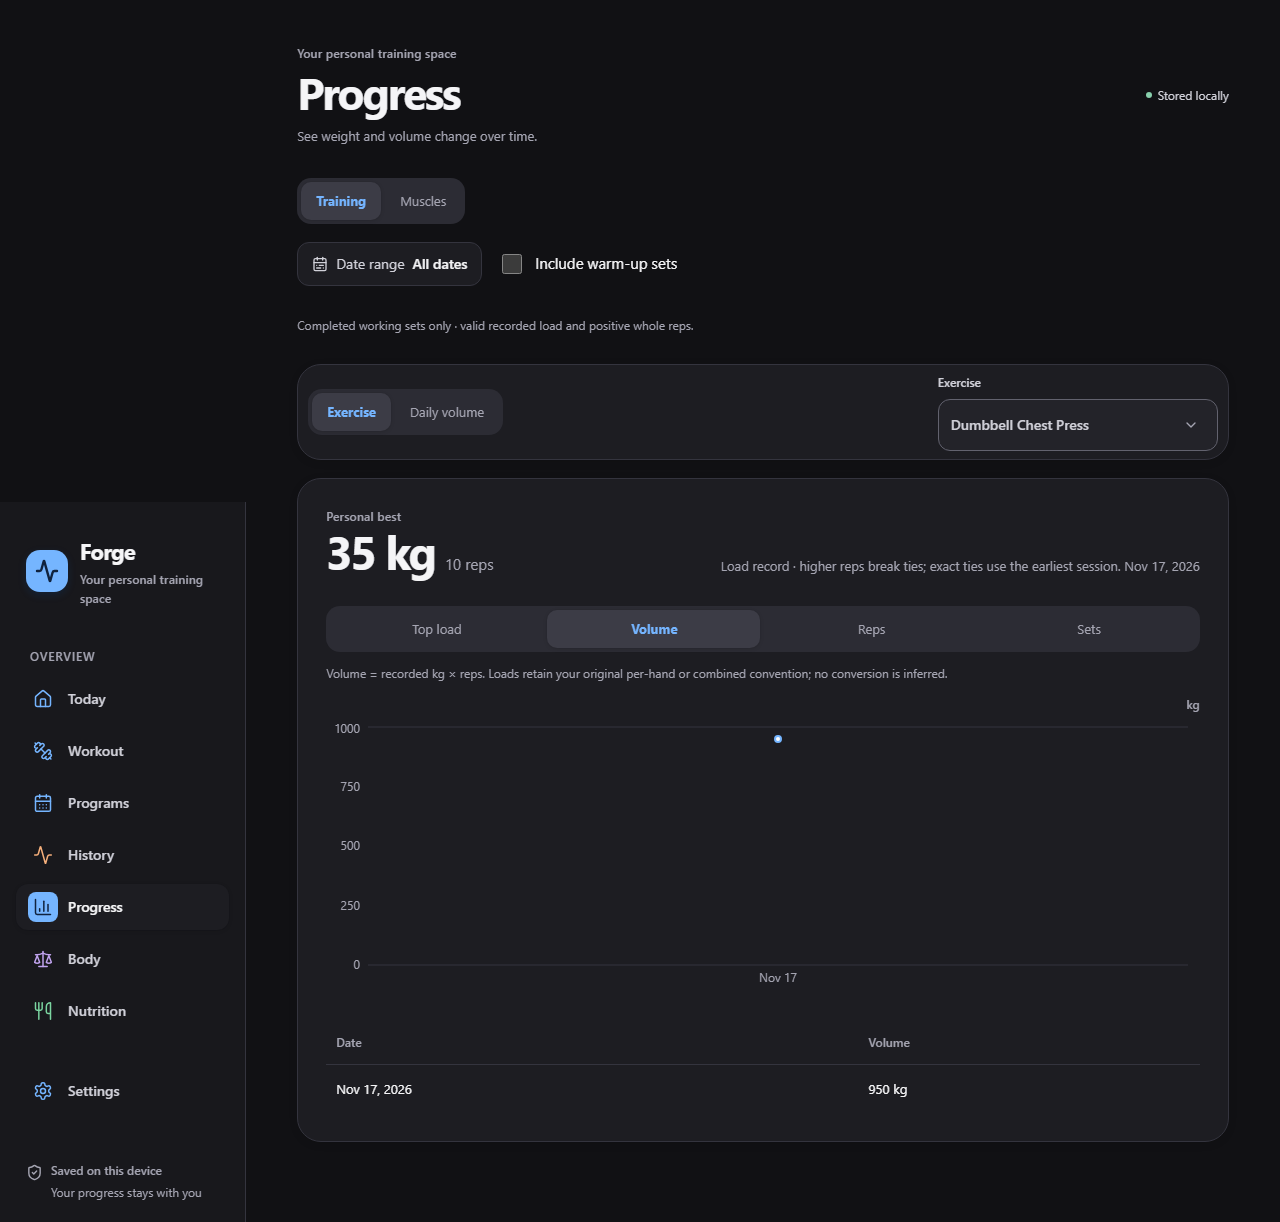 Your personal training space
Progress
See weight and volume change over time.
Stored locally
Training
Muscles
Date range All dates
Include warm-up sets
Completed working sets only · valid recorded load and positive whole reps.
Exercise
Daily volume
Exercise
Dumbbell Chest Press
Personal best
35 kg 10 reps
Load record · higher reps break ties; exact ties use the earliest session. Nov 17, 2026
Top load
Volume
Reps
Sets
Volume = recorded kg × reps. Loads retain your original per-hand or combined convention; no conversion is inferred.
kg
1000
750
500
250
0
Nov 17
Date
Volume
Nov 17, 2026
950 kg
Forge
Your personal training
space
OVERVIEW
Today
Workout
Programs
History
Progress
Body
Nutrition
Settings
Saved on this device
Your progress stays with you